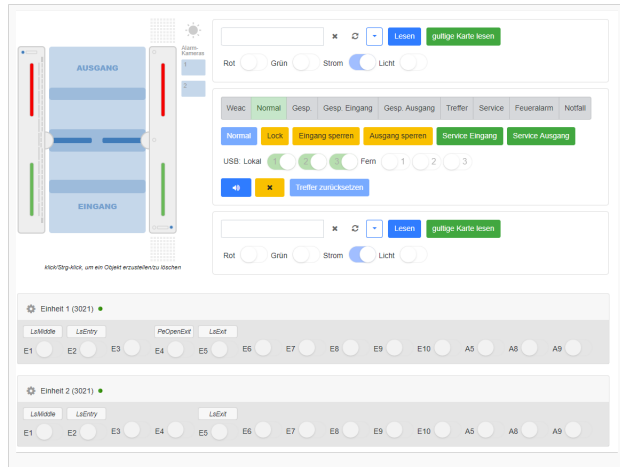 Alarm-
Kameras
1
2
AUSGANG
EINGANG
klick/Strg-klick, um ein Objekt erzustellen/zu löschen
Lesen
gultige Karte lesen
Rot Grün Strom Licht
Weac Normal Gesp. Gesp. Eingang Gesp. Ausgang Treffer Service Feueralarm Notfall
Normal Lock Eingang sperren Ausgang sperren Service Eingang Service Ausgang
USB: Lokal 1 2 3 Fern 1 2 3
Treffer zurücksetzen
Lesen
gultige Karte lesen
Rot Grün Strom Licht
Einheit 1 (3021)
LsMiddle LsEntry PeOpenExt LsExit
E1 E2 E3 E4 E5 E6 E7 E8 E9 E10 A5 A8 A9
Einheit 2 (3021)
LsMiddle LsEntry LsExit
E1 E2 E3 E4 E5 E6 E7 E8 E9 E10 A5 A8 A9